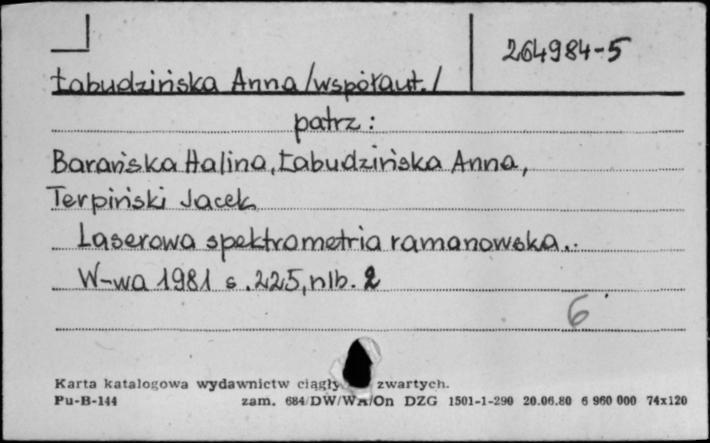 264984-5
Łabudzińska Anna /współaut./
patrz:
Barańska Halina, Łabudzińska Anna,
Terpiński Jacek
Laserowa spektrometria ramanowska..
W-wa 1981 s. 225, nlb. 2
6
Karta katalogowa wydawnictw zwartych.
Pu-B-144 zam. 684/DW/WA/On DZG 1501-1-290 20.06.80 6 960 000 74x120